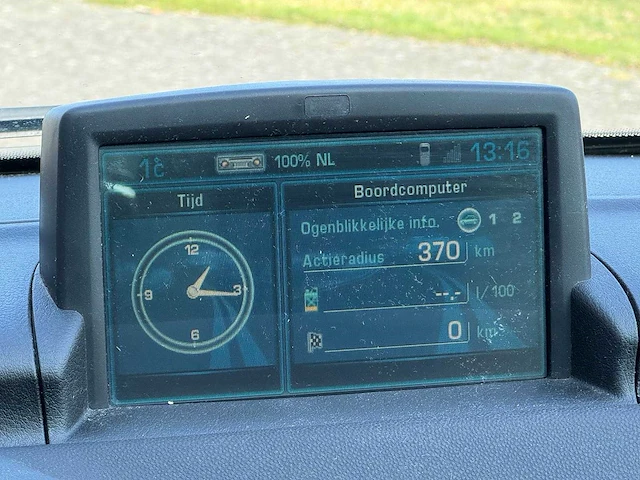 1°C 100% NL 13:16
Tijd
12
3
6
9
Boordcomputer
Ogenblikkelijke info. 1 2
Actieradius 370 km
--.- l/100
0 km